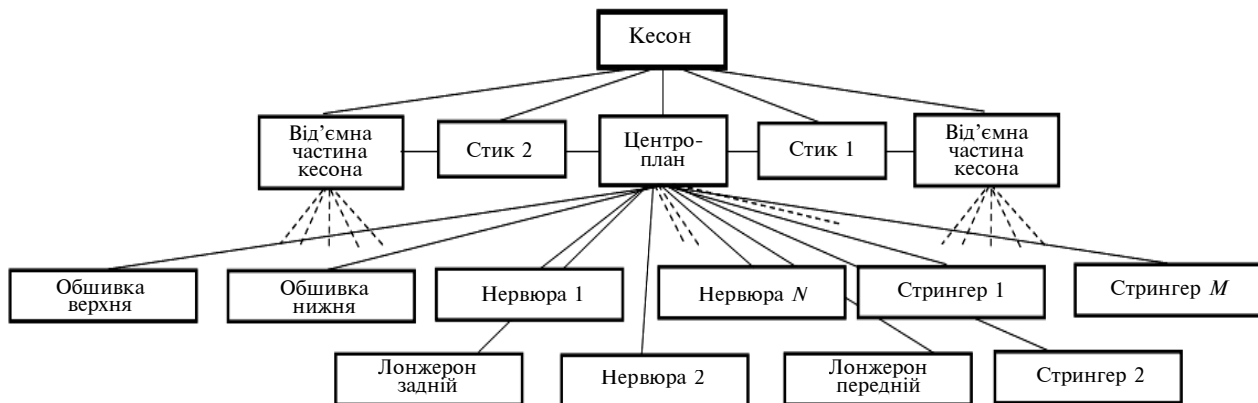 Кесон
Від’ємна
частина
кесона
Стик 2
Центро-
план
Стик 1
Від’ємна
частина
кесона
Обшивка
верхня
Обшивка
нижня
Нервюра 1
Нервюра N
Стрингер 1
Стрингер M
Лонжерон
задній
Нервюра 2
Лонжерон
передній
Стрингер 2